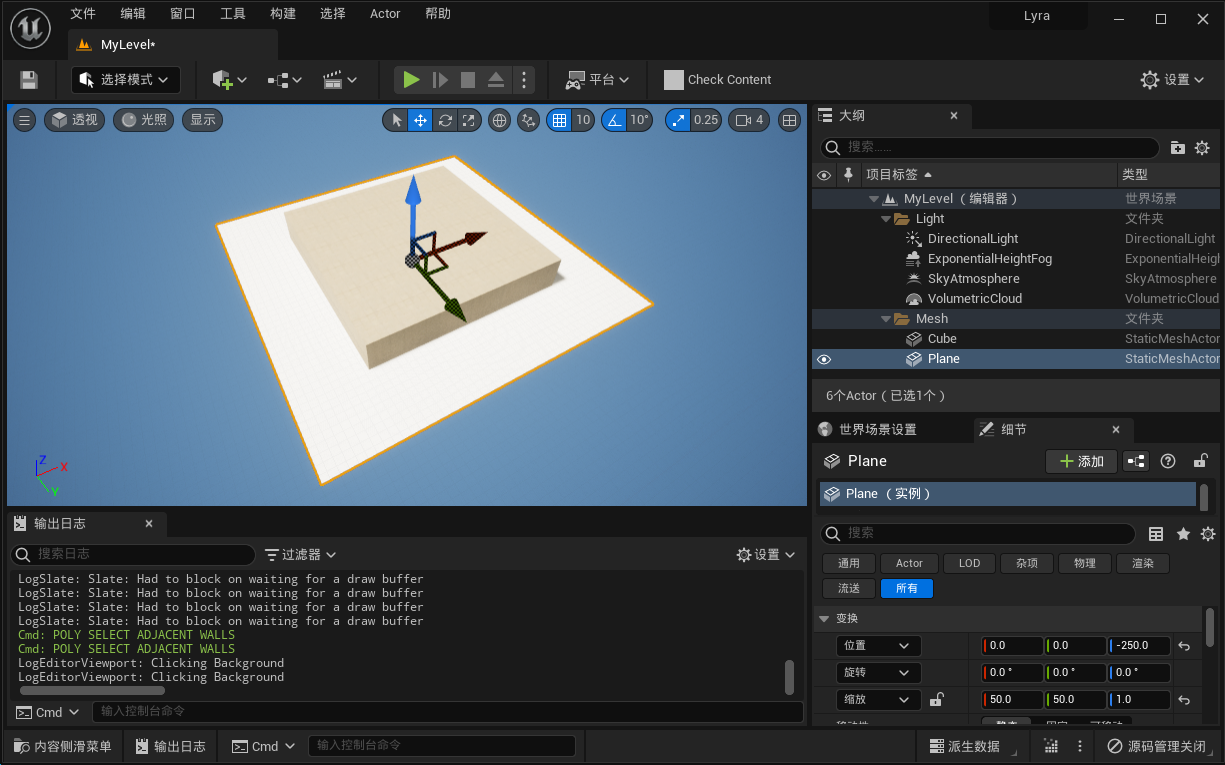 文件 编辑 窗口 工具 构建 选择 Actor 帮助 Lyra
MyLevel*
选择模式 平台 Check Content 设置
透视 光照 显示 10 10° 0.25 4
大纲
搜索……
项目标签 类型
MyLevel（编辑器） 世界场景
Light 文件夹
DirectionalLight DirectionalLight
ExponentialHeightFog ExponentialHeigh
SkyAtmosphere SkyAtmosphere
VolumetricCloud VolumetricCloud
Mesh 文件夹
Cube StaticMeshActor
Plane StaticMeshActor
6个Actor（已选1个）
世界场景设置 细节
Plane 添加
Plane（实例）
搜索
通用 Actor LOD 杂项 物理 渲染
流送 所有
变换
位置 0.0 0.0 -250.0
旋转 0.0 ° 0.0 ° 0.0 °
缩放 50.0 50.0 1.0
Z
X
Y
输出日志
搜索日志 过滤器 设置
LogSlate: Slate: Had to block on waiting for a draw buffer
LogSlate: Slate: Had to block on waiting for a draw buffer
LogSlate: Slate: Had to block on waiting for a draw buffer
LogSlate: Slate: Had to block on waiting for a draw buffer
Cmd: POLY SELECT ADJACENT WALLS
Cmd: POLY SELECT ADJACENT WALLS
LogEditorViewport: Clicking Background
LogEditorViewport: Clicking Background
Cmd 输入控制台命令
内容侧滑菜单 输出日志 Cmd 输入控制台命令 派生数据 源码管理关闭